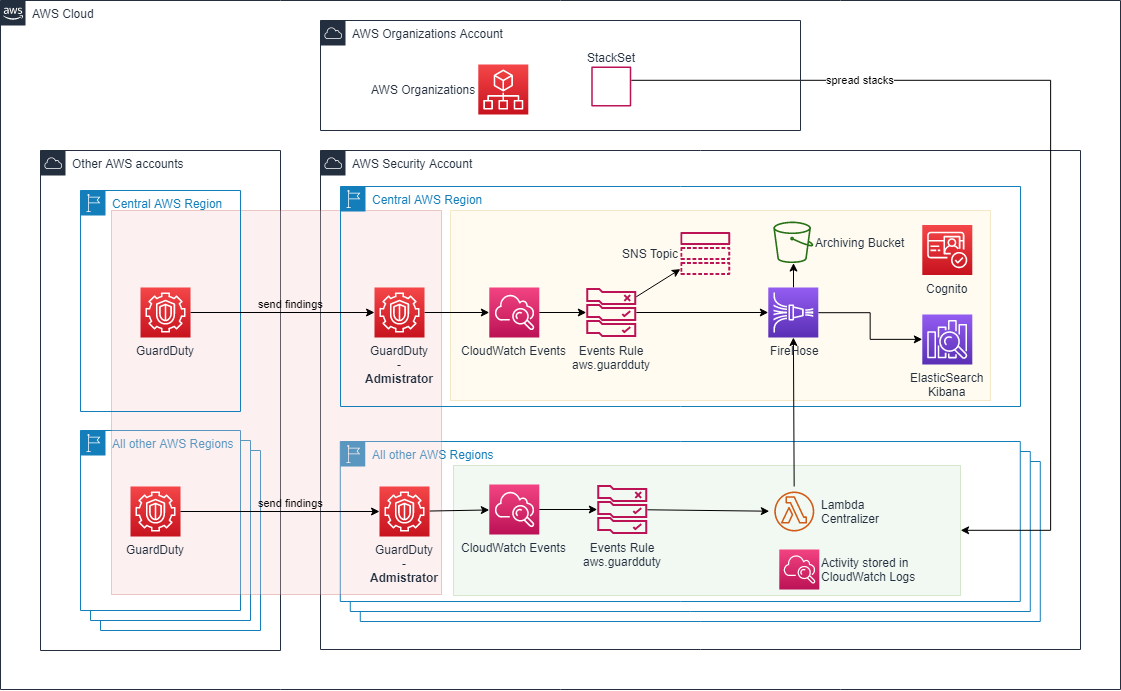 aws
AWS Cloud
AWS Organizations Account
StackSet
AWS Organizations
spread stacks
Other AWS accounts
AWS Security Account
Central AWS Region
Central AWS Region
SNS Topic
Archiving Bucket
Cognito
send findings
GuardDuty
GuardDuty
-
Admistrator
CloudWatch Events
Events Rule
aws.guardduty
FireHose
ElasticSearch
Kibana
All other AWS Regions
All other AWS Regions
send findings
GuardDuty
GuardDuty
-
Admistrator
CloudWatch Events
Events Rule
aws.guardduty
Lambda
Centralizer
Activity stored in
CloudWatch Logs